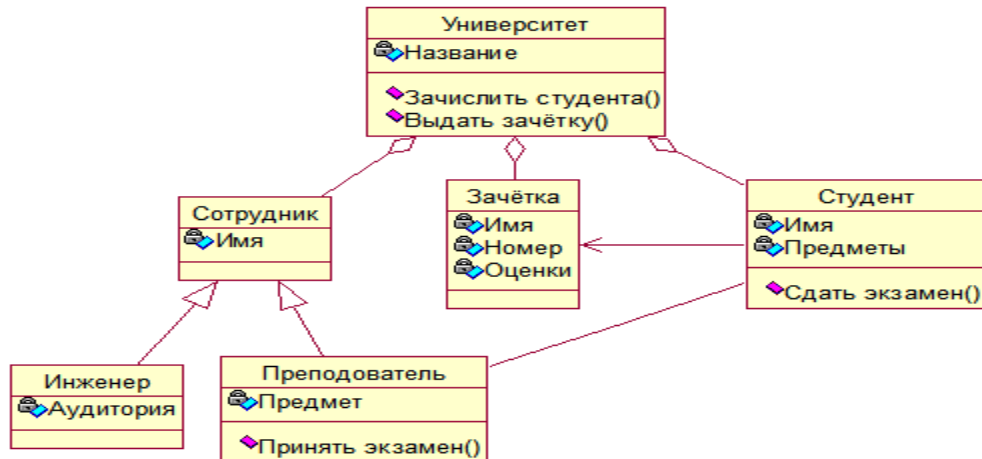 Университет
Название
Зачислить студента()
Выдать зачётку()
Сотрудник
Имя
Зачётка
Имя
Номер
Оценки
Студент
Имя
Предметы
Сдать экзамен()
Инженер
Аудитория
Преподователь
Предмет
Принять экзамен()